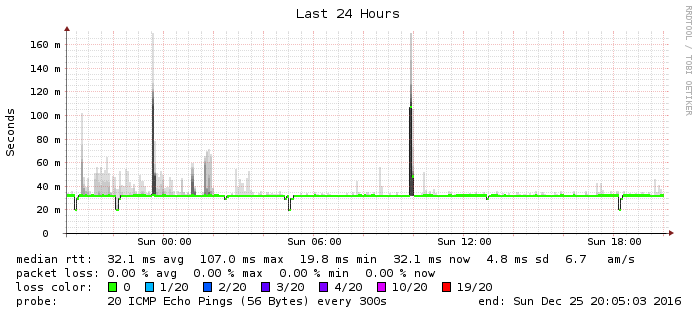 Last 24 Hours
RRDTOOL / TOBI OETIKER
Seconds
160 m
140 m
120 m
100 m
80 m
60 m
40 m
20 m
0
Sun 00:00 Sun 06:00 Sun 12:00 Sun 18:00
median rtt: 32.1 ms avg 107.0 ms max 19.8 ms min 32.1 ms now 4.8 ms sd 6.7 am/s
packet loss: 0.00 % avg 0.00 % max 0.00 % min 0.00 % now
loss color: 0 1/20 2/20 3/20 4/20 10/20 19/20
probe: 20 ICMP Echo Pings (56 Bytes) every 300s end: Sun Dec 25 20:05:03 2016